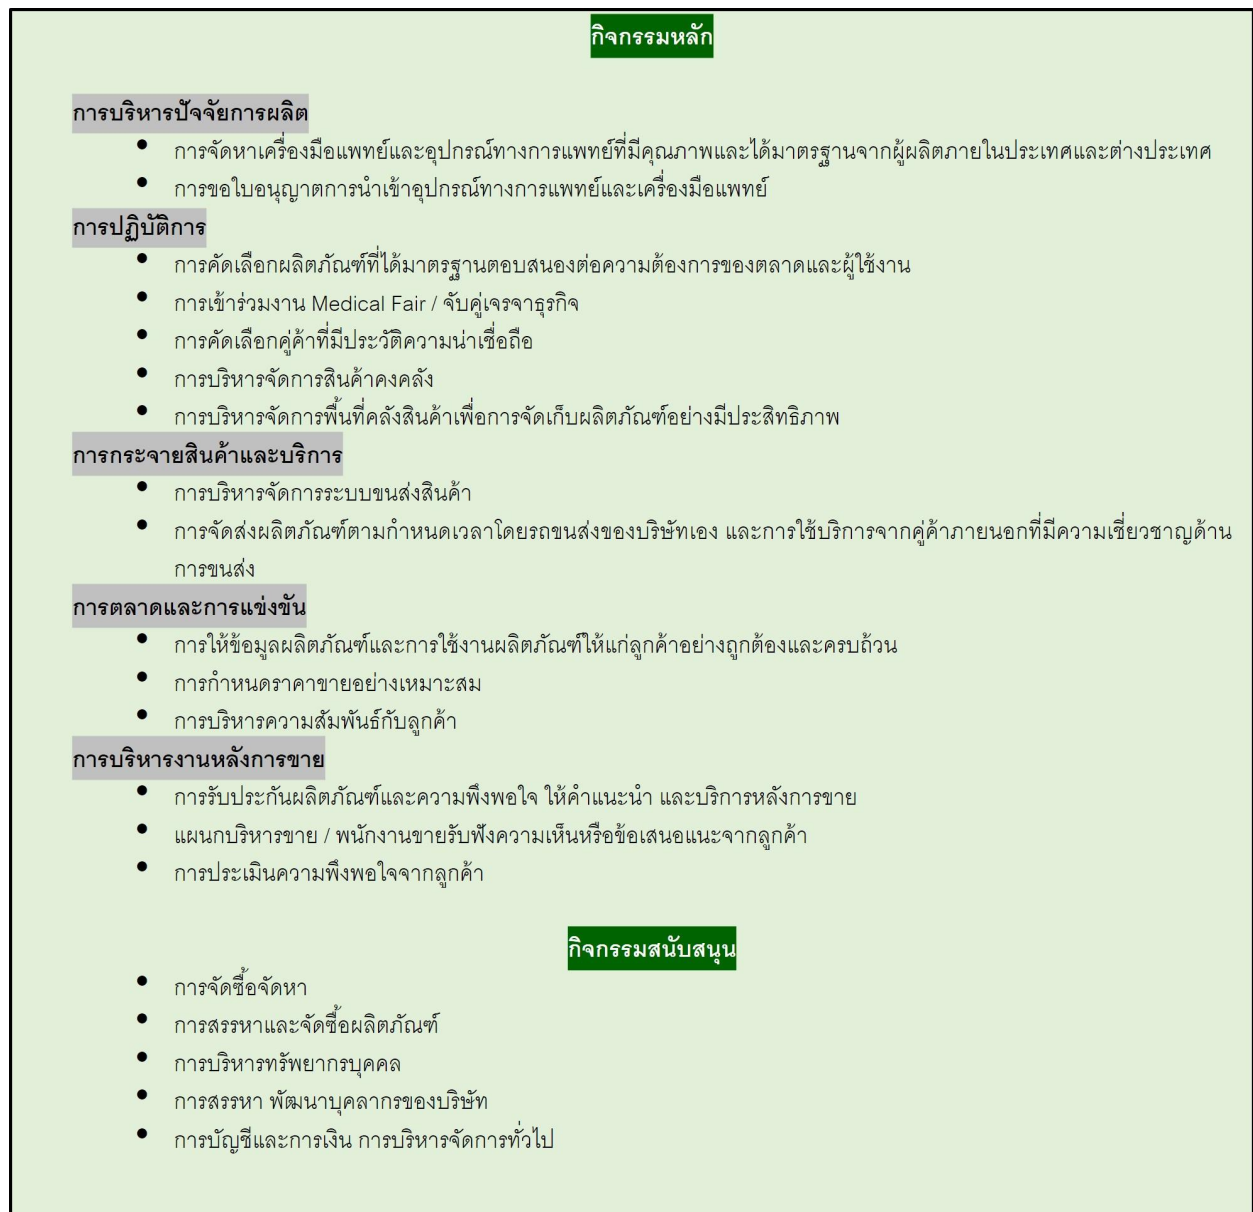 กิจกรรมหลัก
การบริหารปัจจัยการผลิต
• การจัดหาเครื่องมือแพทย์และอุปกรณ์ทางการแพทย์ที่มีคุณภาพและได้มาตรฐานจากผู้ผลิตภายในประเทศและต่างประเทศ
• การขอใบอนุญาตการนำเข้าอุปกรณ์ทางการแพทย์และเครื่องมือแพทย์
การปฏิบัติการ
• การคัดเลือกผลิตภัณฑ์ที่ได้มาตรฐานตอบสนองต่อความต้องการของตลาดและผู้ใช้งาน
• การเข้าร่วมงาน Medical Fair / จับคู่เจรจาธุรกิจ
• การคัดเลือกคู่ค้าที่มีประวัติความน่าเชื่อถือ
• การบริหารจัดการสินค้าคงคลัง
• การบริหารจัดการพื้นที่คลังสินค้าเพื่อการจัดเก็บผลิตภัณฑ์อย่างมีประสิทธิภาพ
การกระจายสินค้าและบริการ
• การบริหารจัดการระบบขนส่งสินค้า
• การจัดส่งผลิตภัณฑ์ตามกำหนดเวลาโดยรถขนส่งของบริษัทเอง และการใช้บริการจากคู่ค้าภายนอกที่มีความเชี่ยวชาญด้าน
การขนส่ง
การตลาดและการแข่งขัน
• การให้ข้อมูลผลิตภัณฑ์และการใช้งานผลิตภัณฑ์ให้แก่ลูกค้าอย่างถูกต้องและครบถ้วน
• การกำหนดราคาขายอย่างเหมาะสม
• การบริหารความสัมพันธ์กับลูกค้า
การบริหารงานหลังการขาย
• การรับประกันผลิตภัณฑ์และความพึงพอใจ ให้คำแนะนำ และบริการหลังการขาย
• แผนกบริหารขาย / พนักงานขายรับฟังความเห็นหรือข้อเสนอแนะจากลูกค้า
• การประเมินความพึงพอใจจากลูกค้า
กิจกรรมสนับสนุน
• การจัดซื้อจัดหา
• การสรรหาและจัดซื้อผลิตภัณฑ์
• การบริหารทรัพยากรบุคคล
• การสรรหา พัฒนาบุคลากรของบริษัท
• การบัญชีและการเงิน การบริหารจัดการทั่วไป